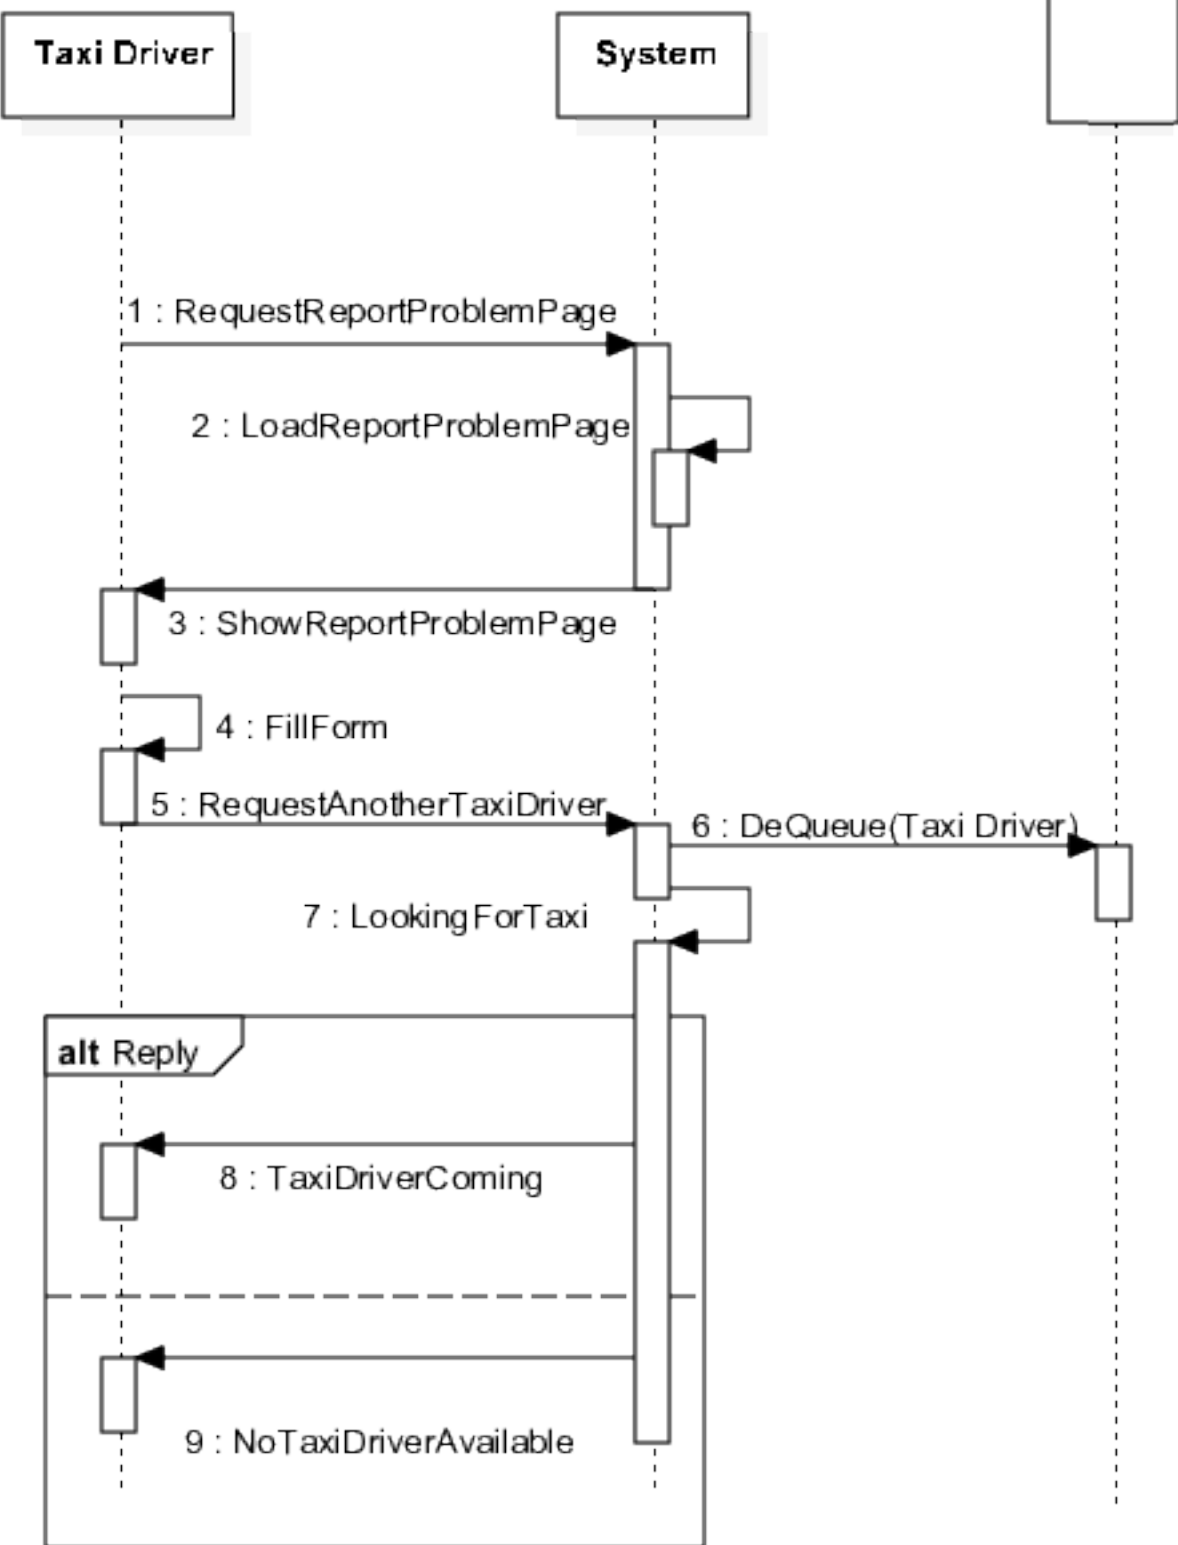 Taxi Driver
System
1 : RequestReportProblemPage
2 : LoadReportProblemPage
3 : ShowReportProblemPage
4 : FillForm
5 : RequestAnotherTaxiDriver
6 : DeQueue(Taxi Driver)
7 : LookingForTaxi
alt Reply
8 : TaxiDriverComing
9 : NoTaxiDriverAvailable